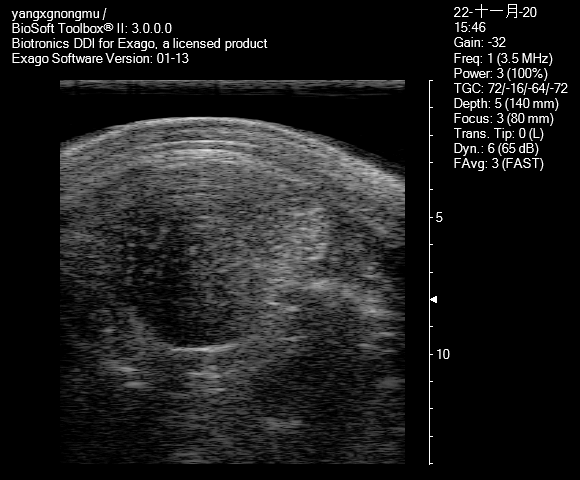 yangxgnongmu /
BioSoft Toolbox® II: 3.0.0.0
Biotronics DDI for Exago, a licensed product
Exago Software Version: 01-13
22-十一月-20
15:46
Gain: -32
Freq: 1 (3.5 MHz)
Power: 3 (100%)
TGC: 72/-16/-64/-72
Depth: 5 (140 mm)
Focus: 3 (80 mm)
Trans. Tip: 0 (L)
Dyn.: 6 (65 dB)
FAvg: 3 (FAST)
5
10